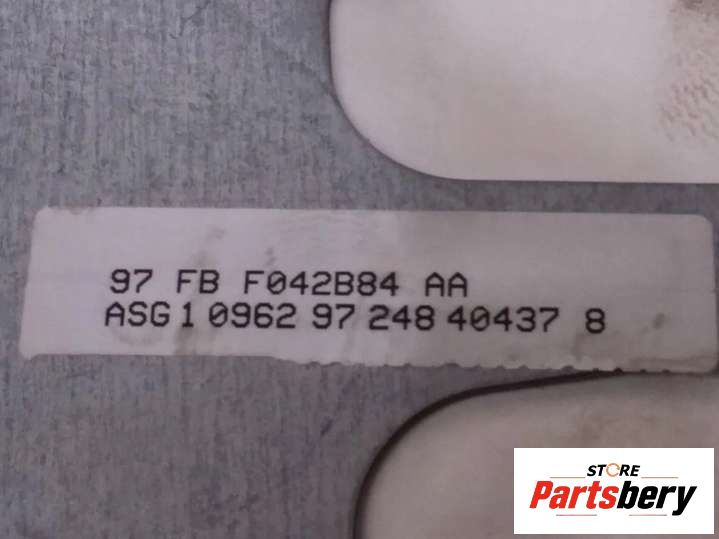 97 FB F042B84 AA
ASG 1 0962 97 248 40437 8
STORE
Partsbery